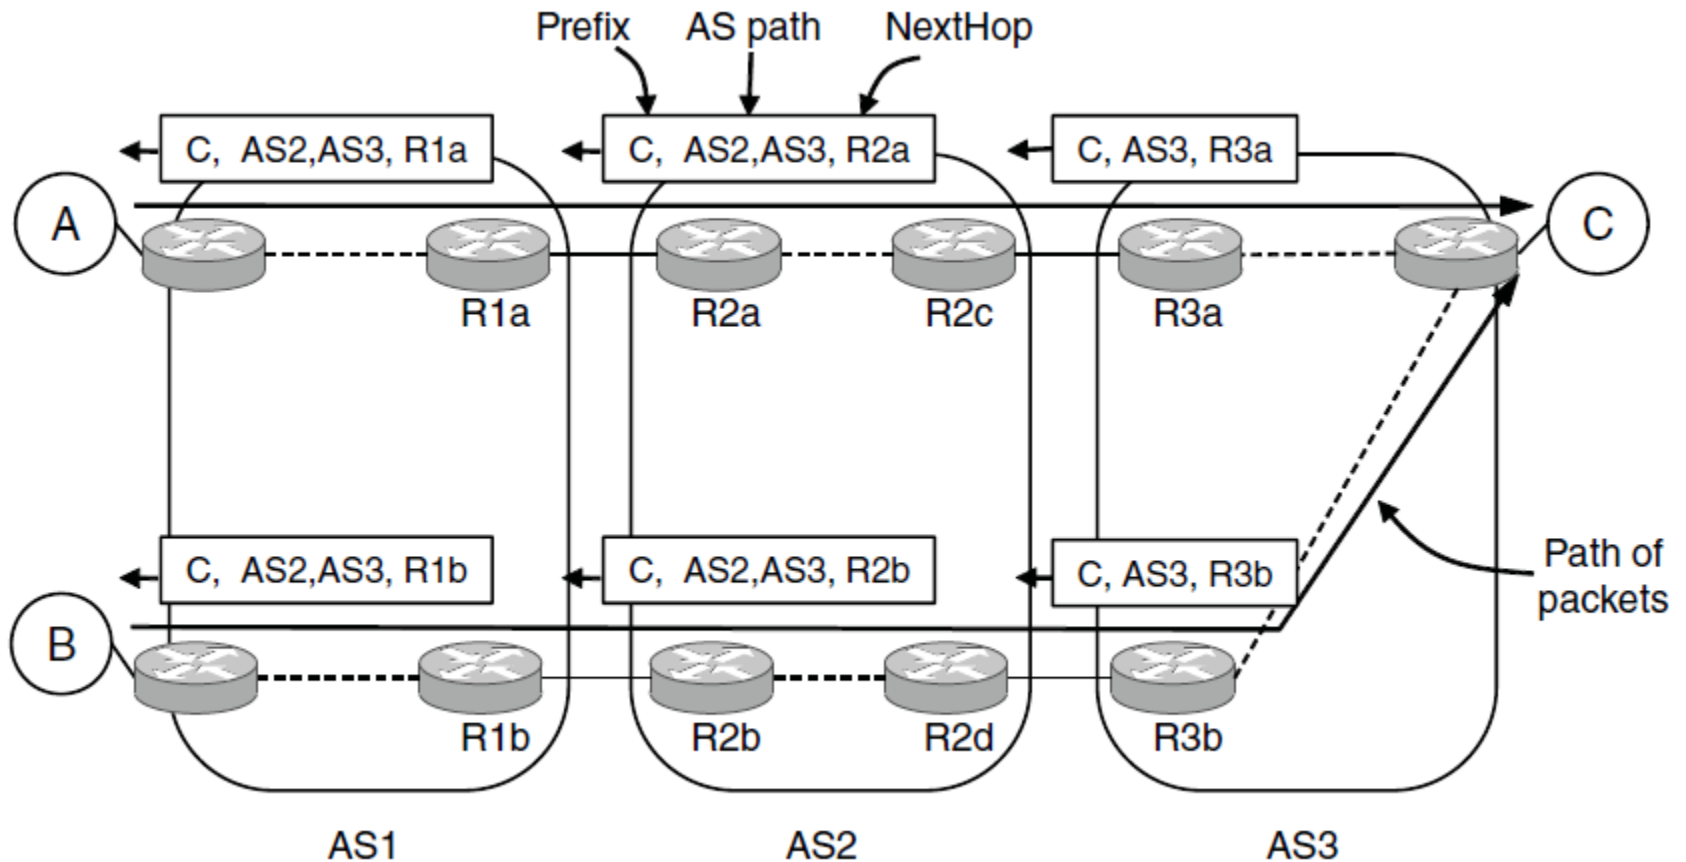 Prefix AS path NextHop
C, AS2,AS3, R1a
C, AS2,AS3, R2a
C, AS3, R3a
A
C
R1a
R2a
R2c
R3a
C, AS2,AS3, R1b
C, AS2,AS3, R2b
C, AS3, R3b
Path of
packets
B
R1b
R2b
R2d
R3b
AS1
AS2
AS3